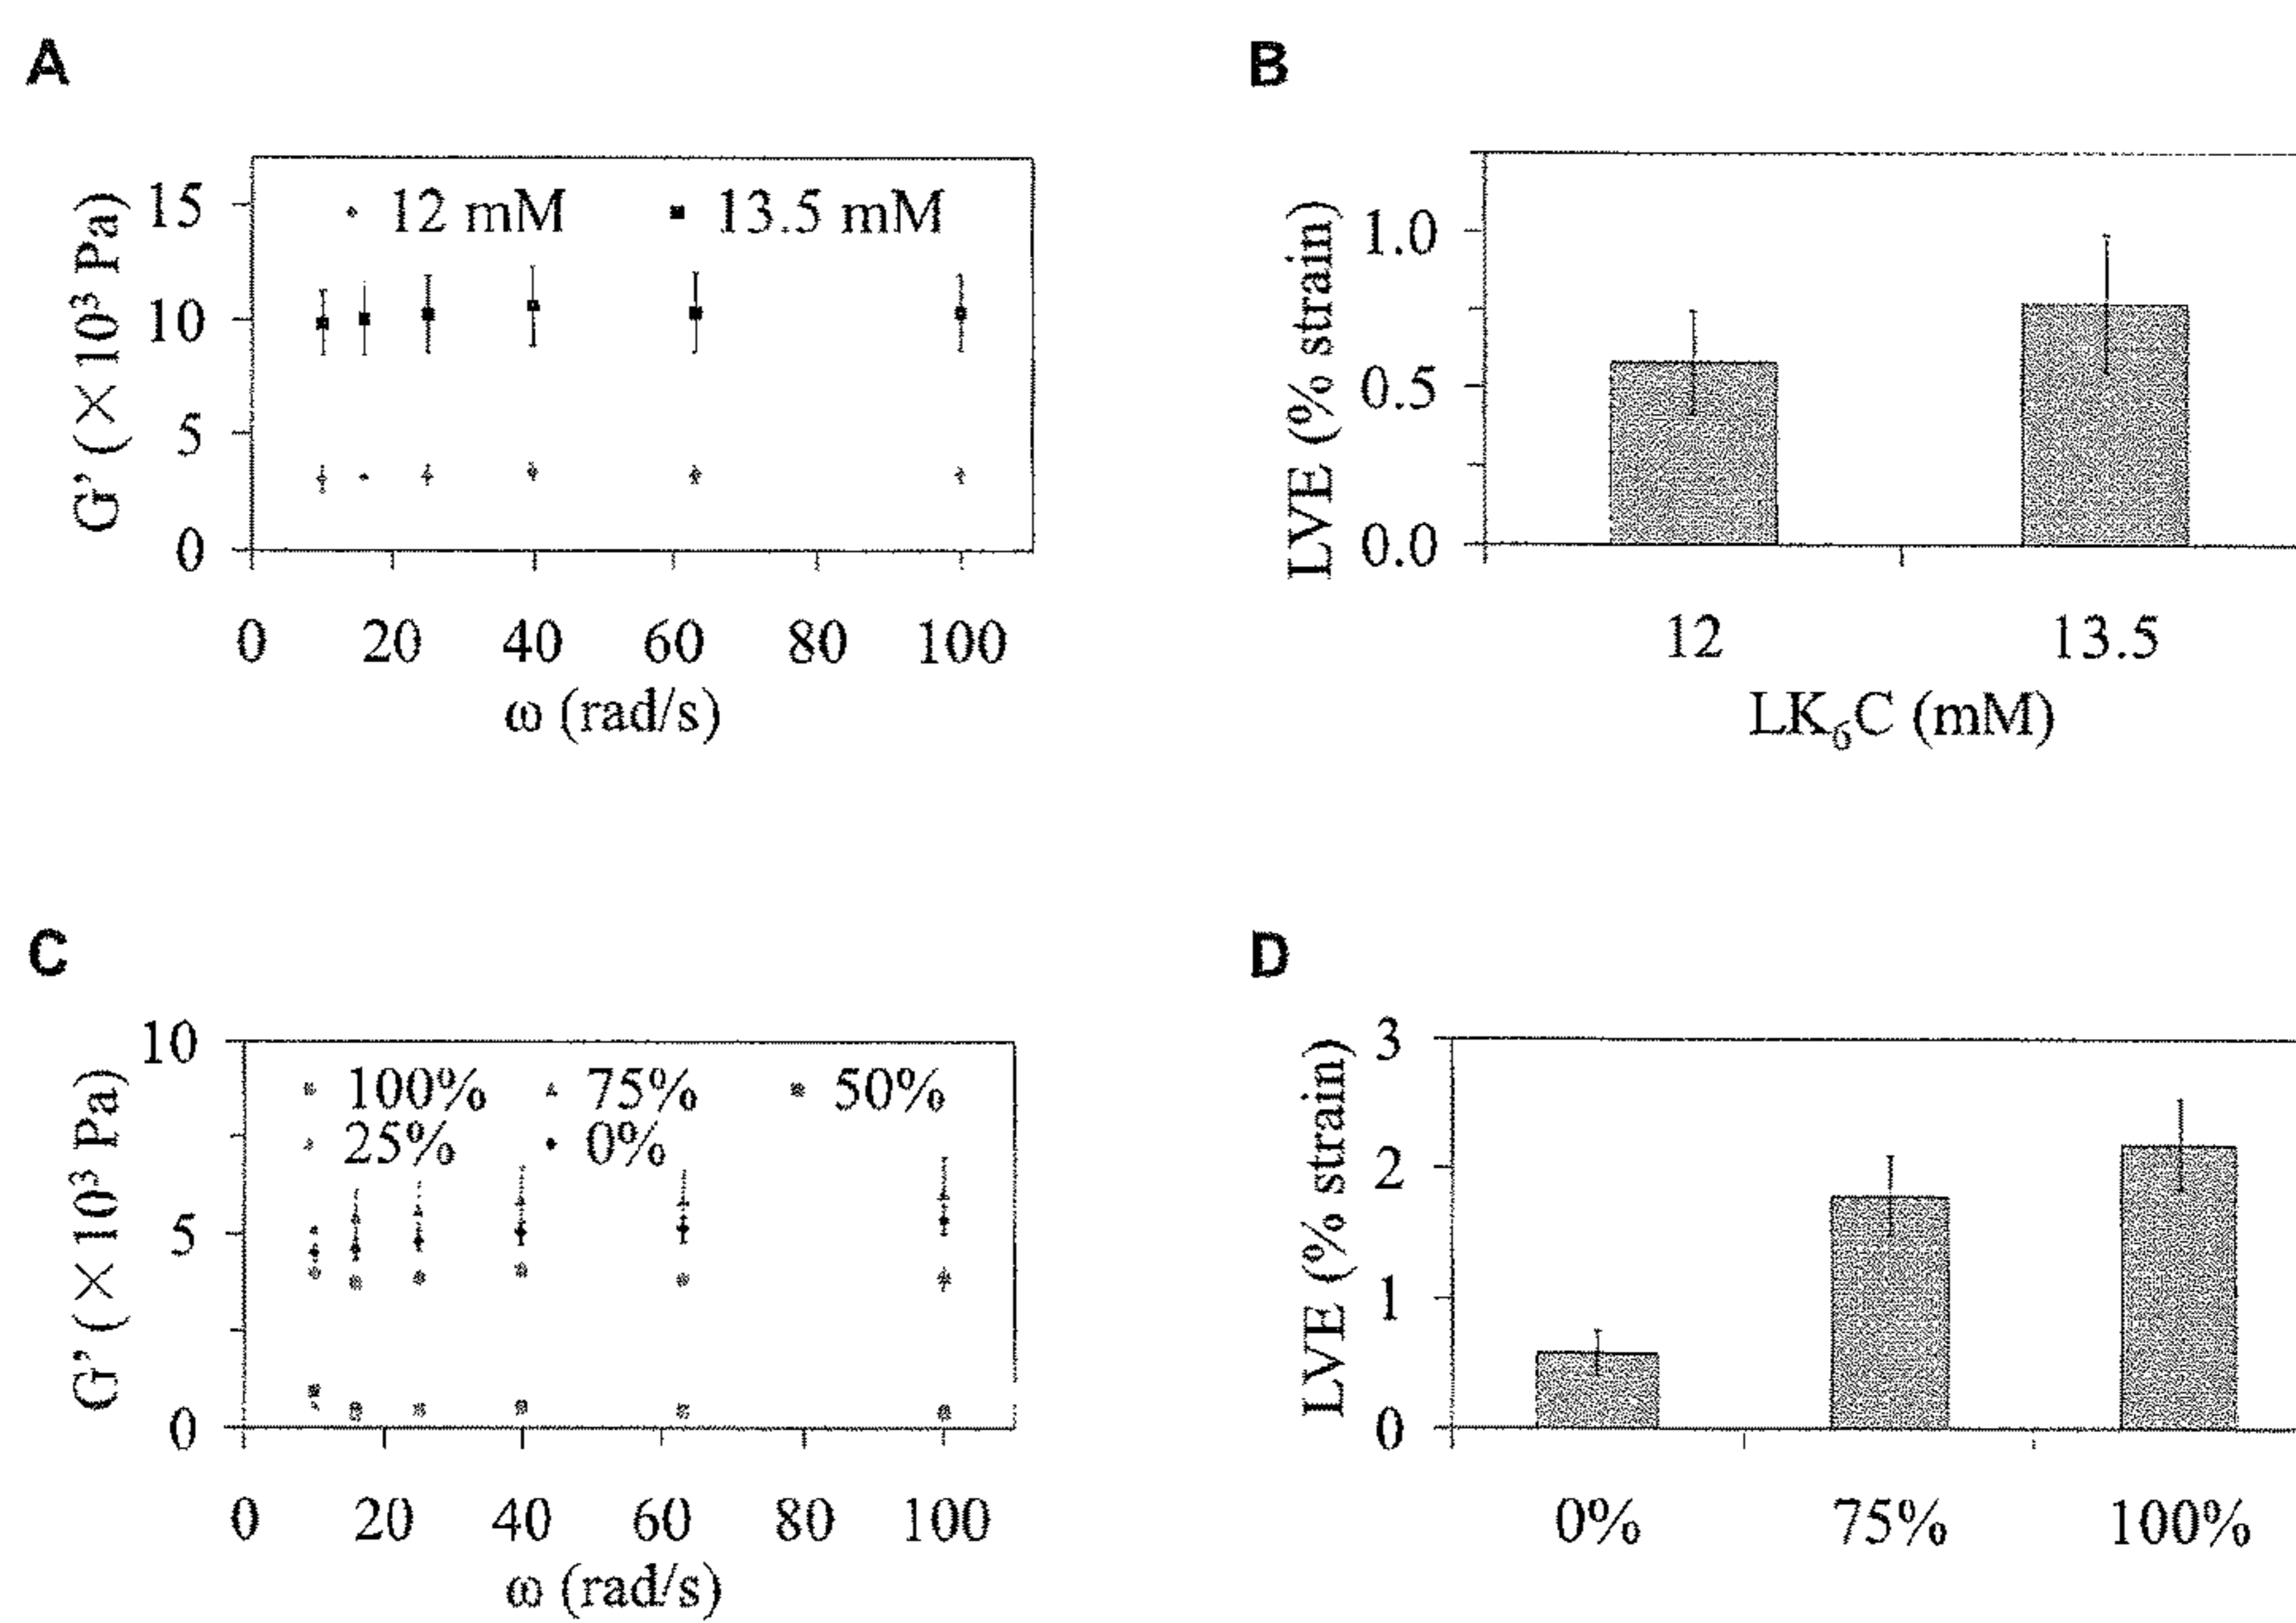 A
G' (×10³ Pa)
15
10
5
0
12 mM 13.5 mM
0 20 40 60 80 100
ω (rad/s)
B
LVE (% strain)
1.0
0.5
0.0
12 13.5
LK₆C (mM)
C
G' (×10³ Pa)
10
5
0
100% 75% 50%
25% 0%
0 20 40 60 80 100
ω (rad/s)
D
LVE (% strain)
3
2
1
0
0% 75% 100%